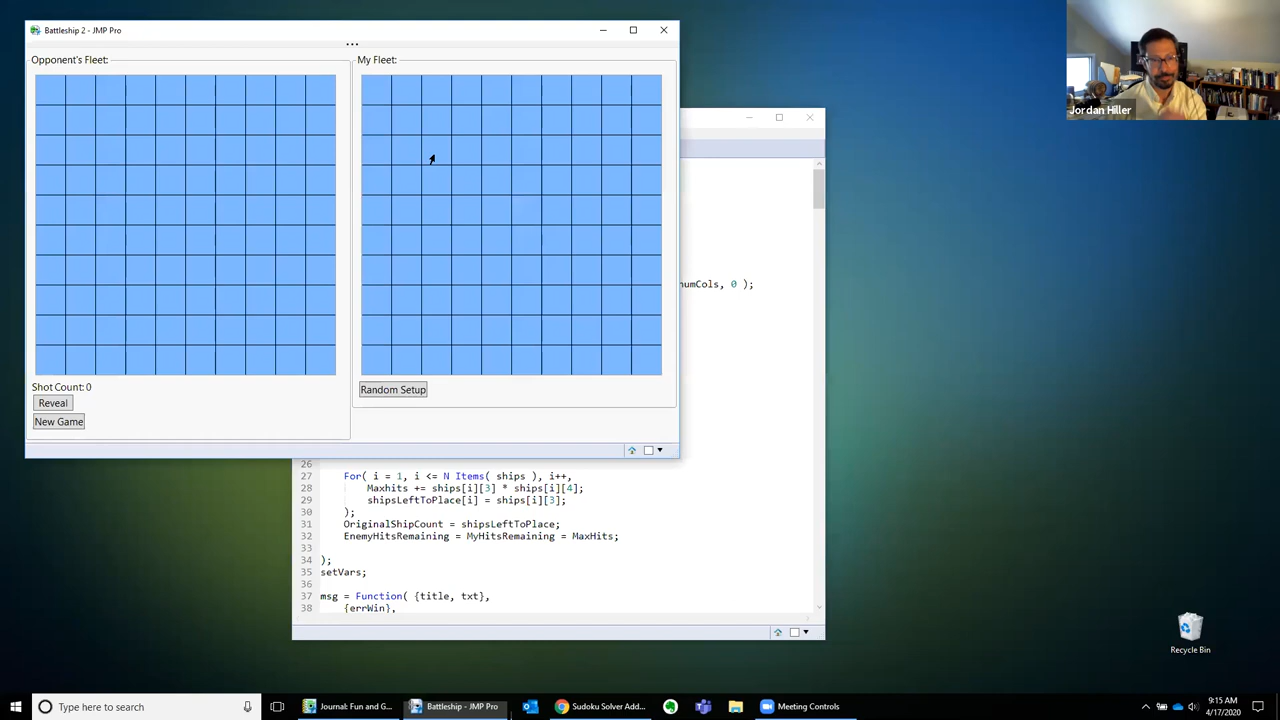 Battleship 2 - JMP Pro
Opponent's Fleet:
My Fleet:
Jordan Hiller
numCols, 0 );
Shot Count: 0
Random Setup
Reveal
New Game
26
27 For( i = 1, i <= N Items( ships ), i++,
28 Maxhits += ships[i][3] * ships[i][4];
29 shipsLeftToPlace[i] = ships[i][3];
30 );
31 OriginalShipCount = shipsLeftToPlace;
32 EnemyHitsRemaining = MyHitsRemaining = MaxHits;
33
34 );
35 setVars;
36
37 msg = Function( {title, txt},
38 {errWin},
Recycle Bin
Type here to search
Journal: Fun and G...
Battleship - JMP Pro
Sudoku Solver Add...
Meeting Controls
9:15 AM
4/17/2020